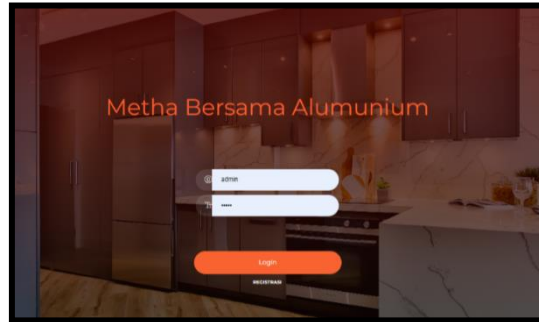 Metha Bersama Alumunium
admin
•••••
Login
REGISTRASI